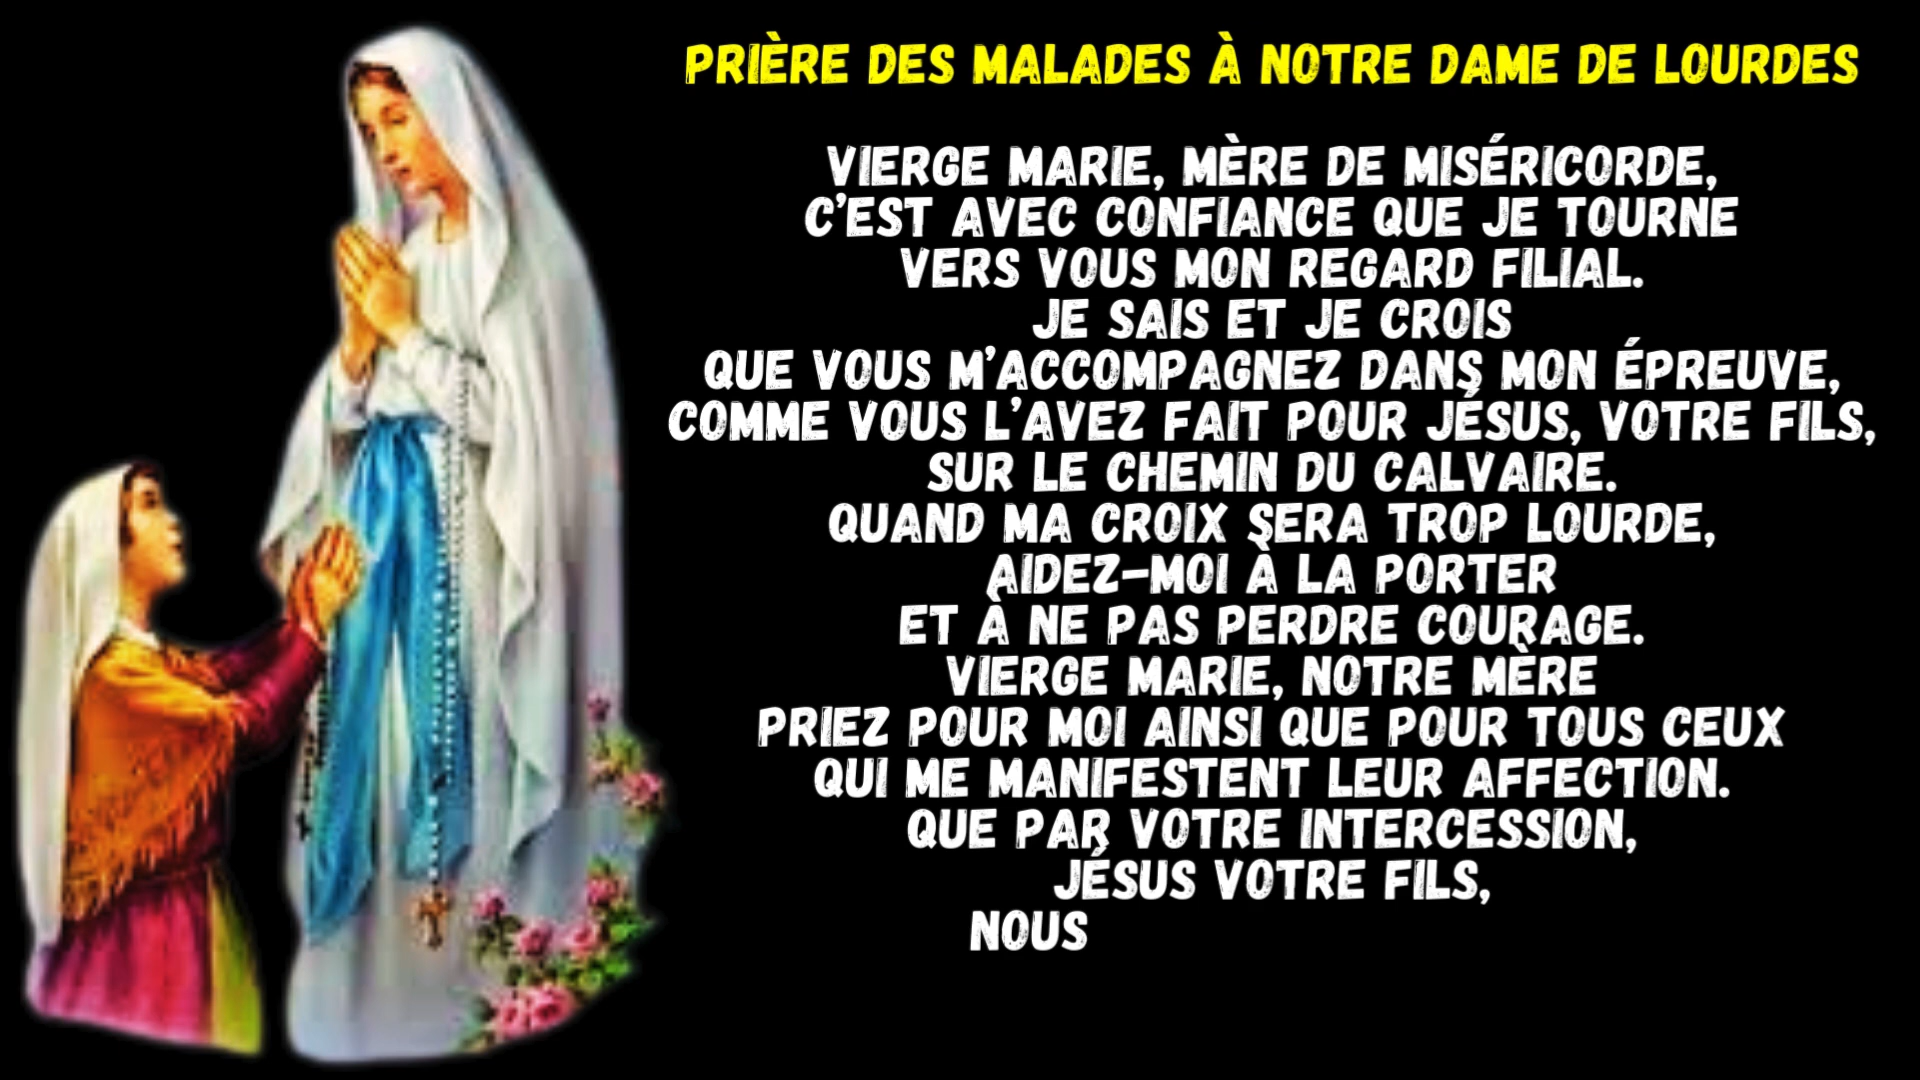 PRIÈRE DES MALADES À NOTRE DAME DE LOURDES
VIERGE MARIE, MÈRE DE MISÉRICORDE,
C'EST AVEC CONFIANCE QUE JE TOURNE
VERS VOUS MON REGARD FILIAL.
JE SAIS ET JE CROIS
QUE VOUS M'ACCOMPAGNEZ DANS MON ÉPREUVE,
COMME VOUS L'AVEZ FAIT POUR JÉSUS, VOTRE FILS,
SUR LE CHEMIN DU CALVAIRE.
QUAND MA CROIX SERA TROP LOURDE,
AIDEZ-MOI À LA PORTER
ET À NE PAS PERDRE COURAGE.
VIERGE MARIE, NOTRE MÈRE
PRIEZ POUR MOI AINSI QUE POUR TOUS CEUX
QUI ME MANIFESTENT LEUR AFFECTION.
QUE PAR VOTRE INTERCESSION,
JÉSUS VOTRE FILS,
NOUS